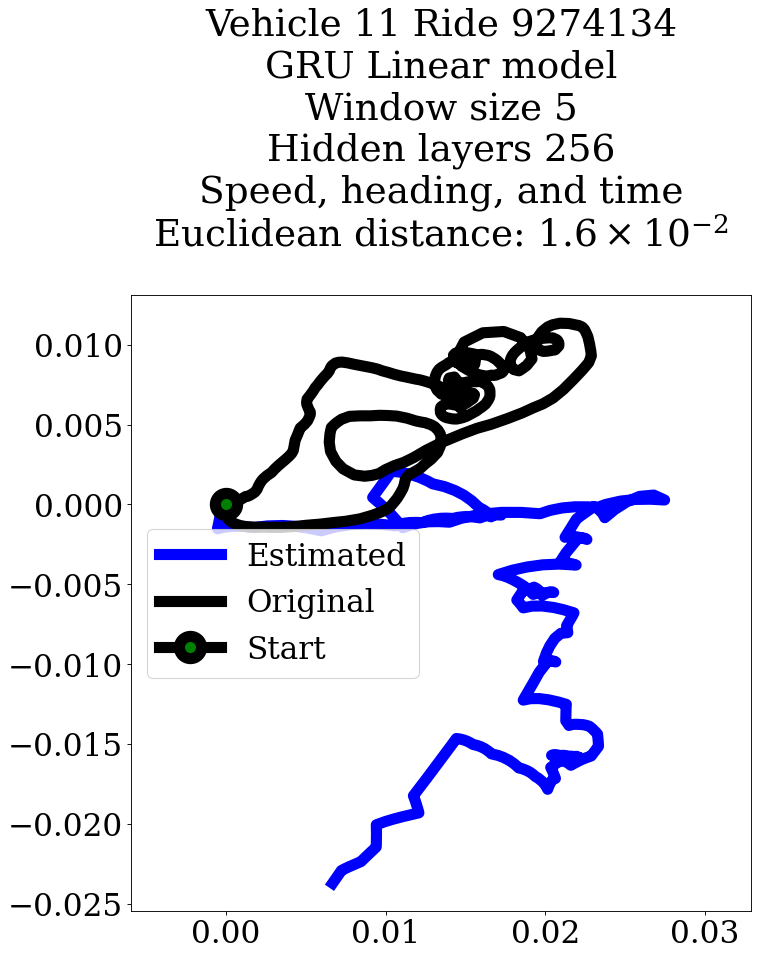 Vehicle 11 Ride 9274134
GRU Linear model
Window size 5
Hidden layers 256
Speed, heading, and time
Euclidean distance: 1.6 × 10⁻²
0.010
0.005
0.000
−0.005
−0.010
−0.015
−0.020
−0.025
Estimated
Original
Start
0.00 0.01 0.02 0.03